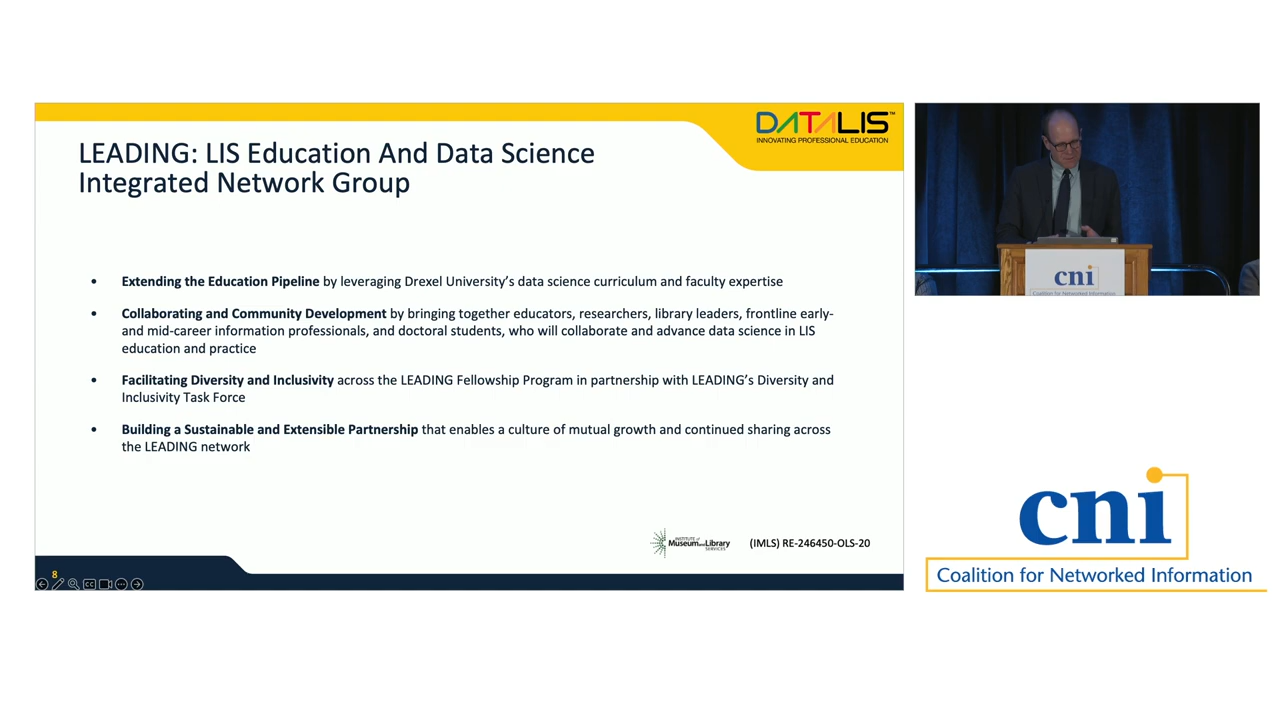 DATALIS™
INNOVATING PROFESSIONAL EDUCATION
LEADING: LIS Education And Data Science
Integrated Network Group
• Extending the Education Pipeline by leveraging Drexel University's data science curriculum and faculty expertise
• Collaborating and Community Development by bringing together educators, researchers, library leaders, frontline early-
and mid-career information professionals, and doctoral students, who will collaborate and advance data science in LIS
education and practice
• Facilitating Diversity and Inclusivity across the LEADING Fellowship Program in partnership with LEADING's Diversity and
Inclusivity Task Force
• Building a Sustainable and Extensible Partnership that enables a culture of mutual growth and continued sharing across
the LEADING network
INSTITUTE of
Museum and Library
SERVICES
(IMLS) RE-246450-OLS-20
8
cni
Coalition for Networked Information
cni
Coalition for Networked Information